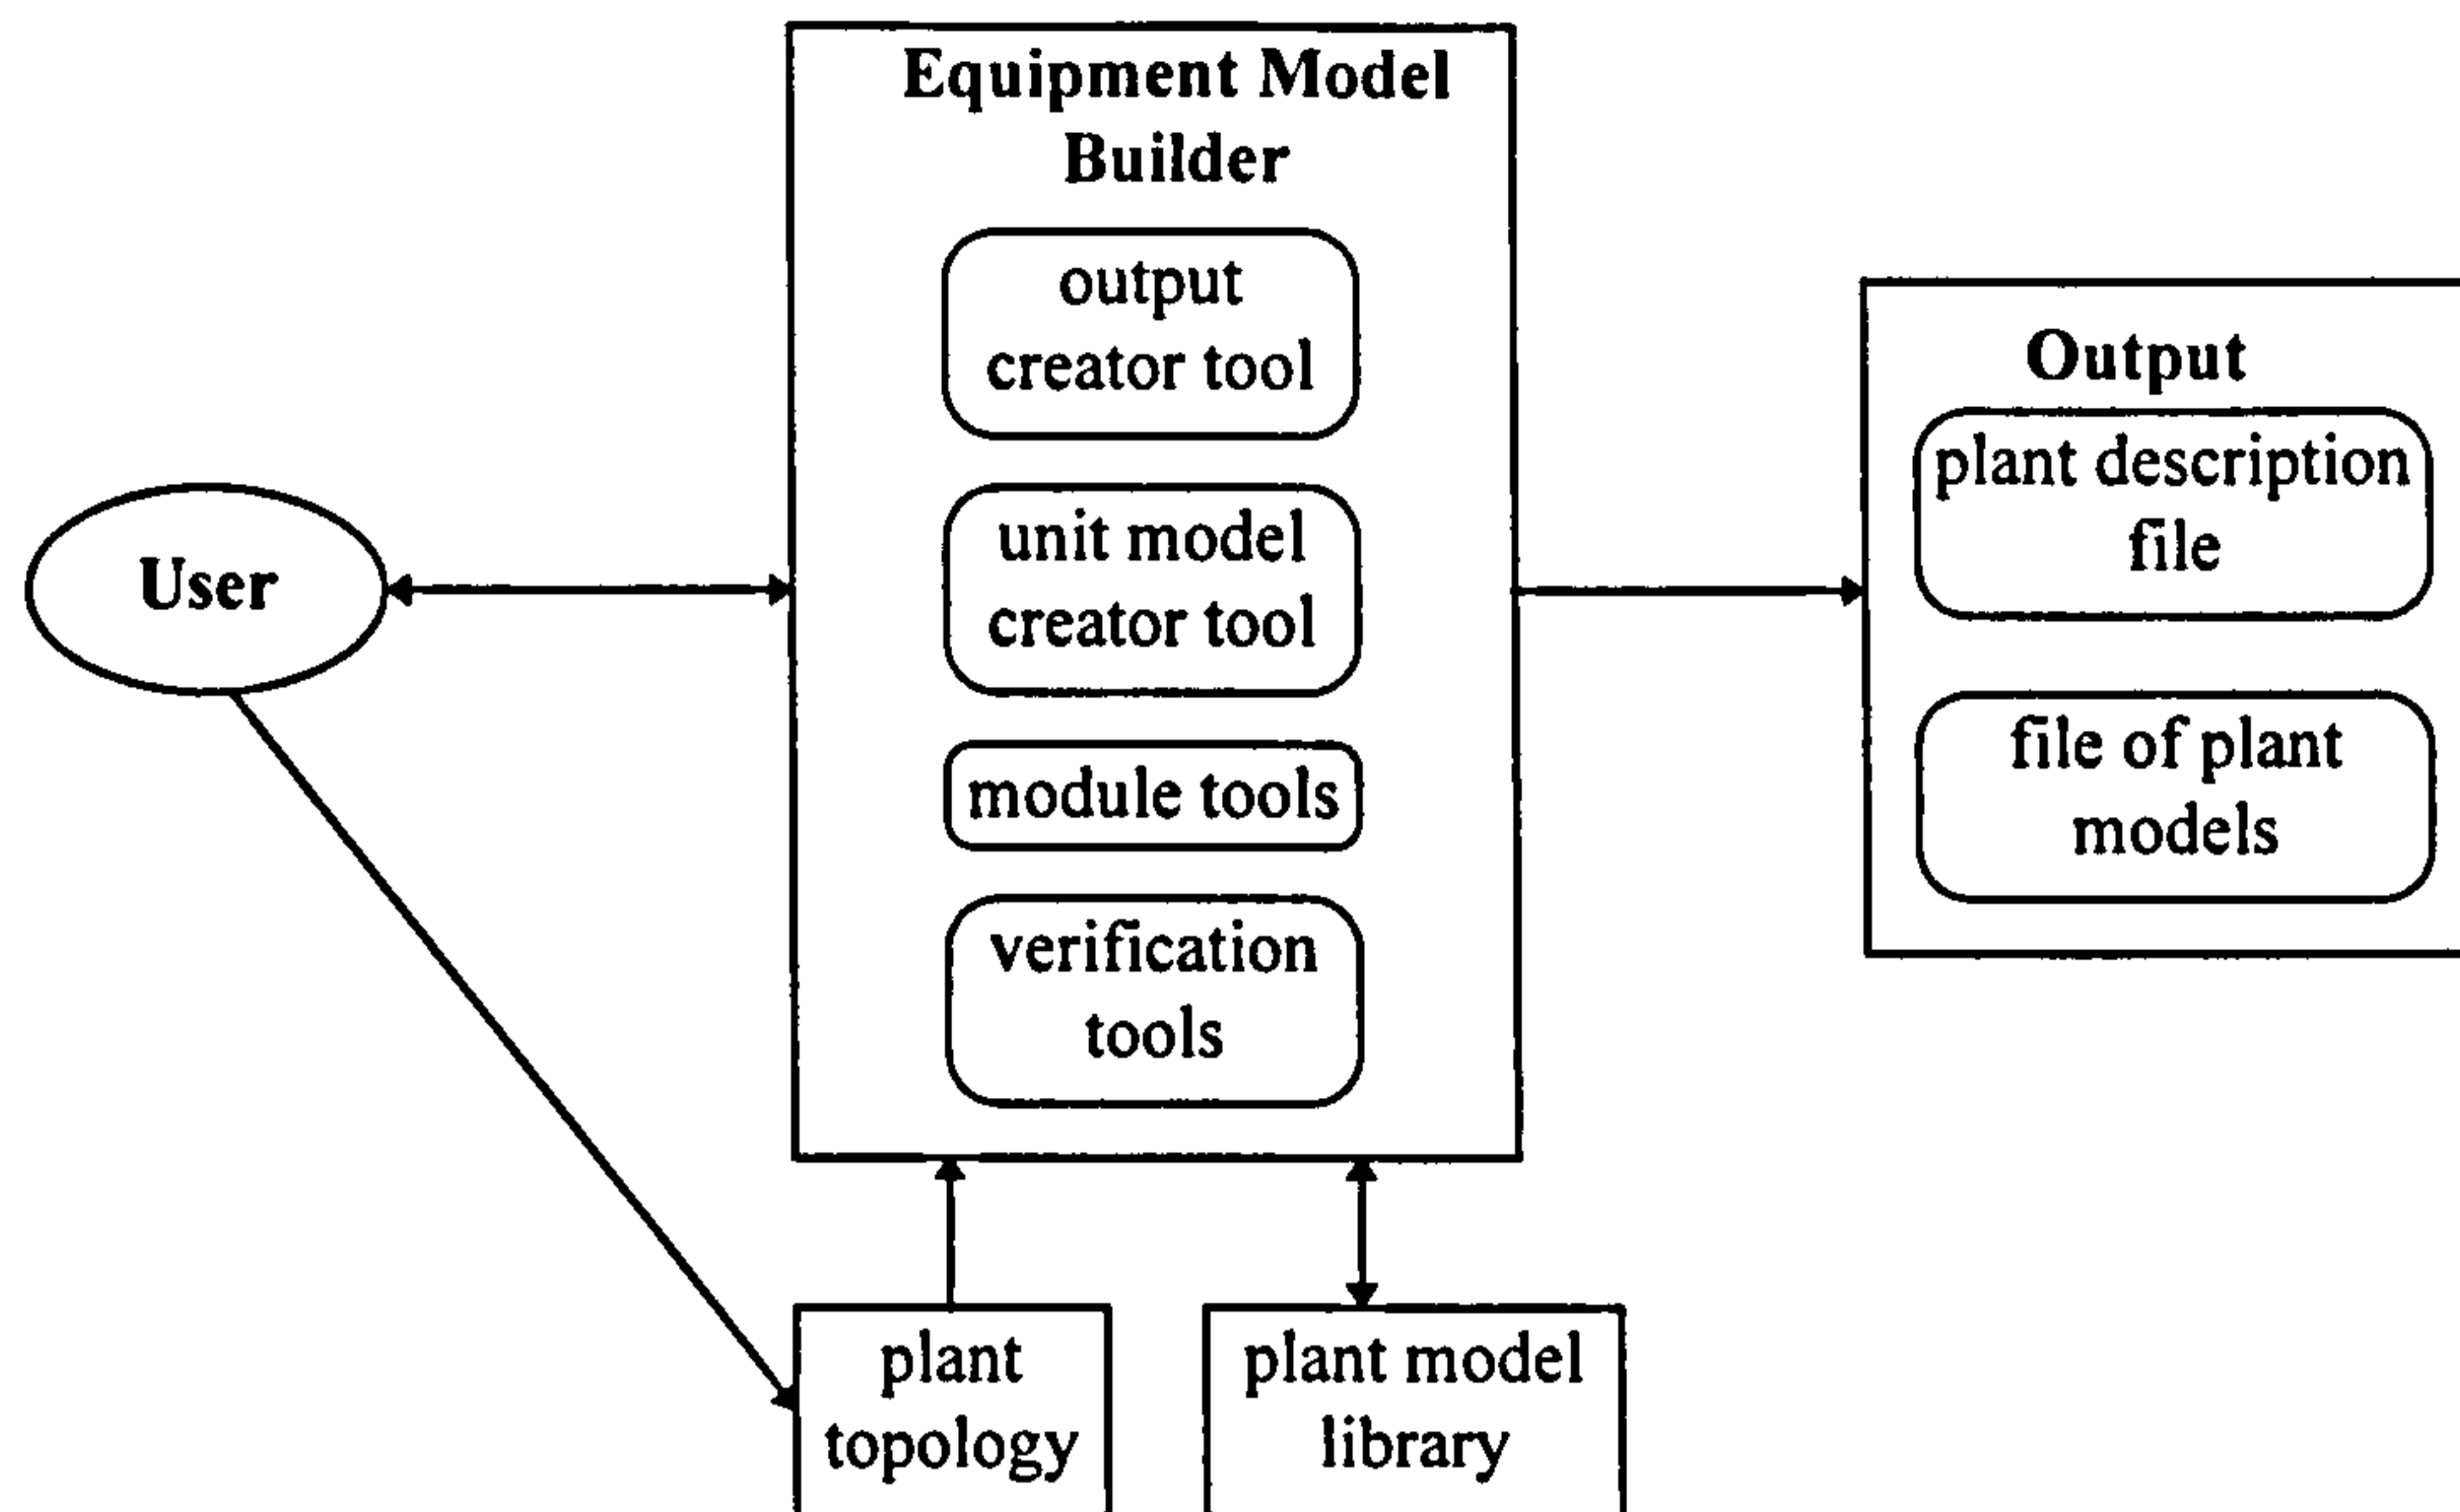 Equipment Model
Builder
output
creator tool
unit model
creator tool
module tools
verification
tools
User
Output
plant description
file
file of plant
models
plant
topology
plant model
library